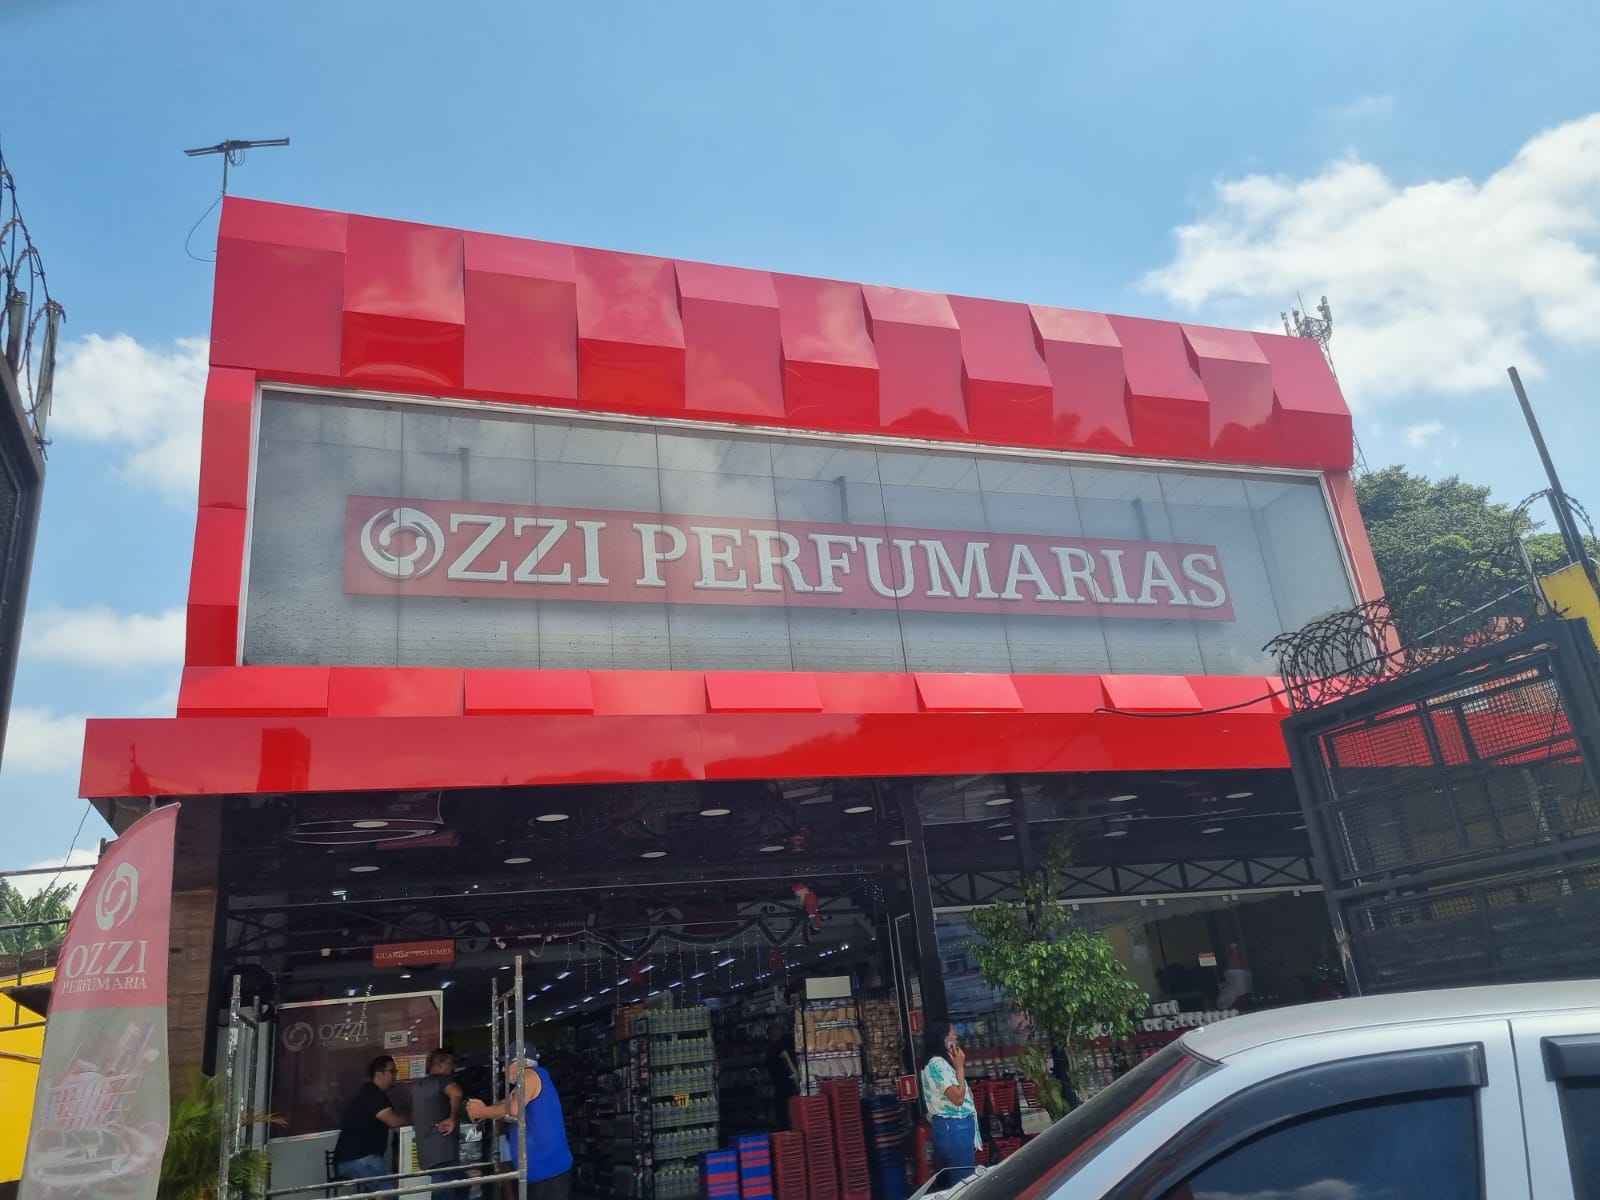 OZZI PERFUMARIAS
OZZI
PERFUMARIA
GUARDA VOLUMES
OZZI